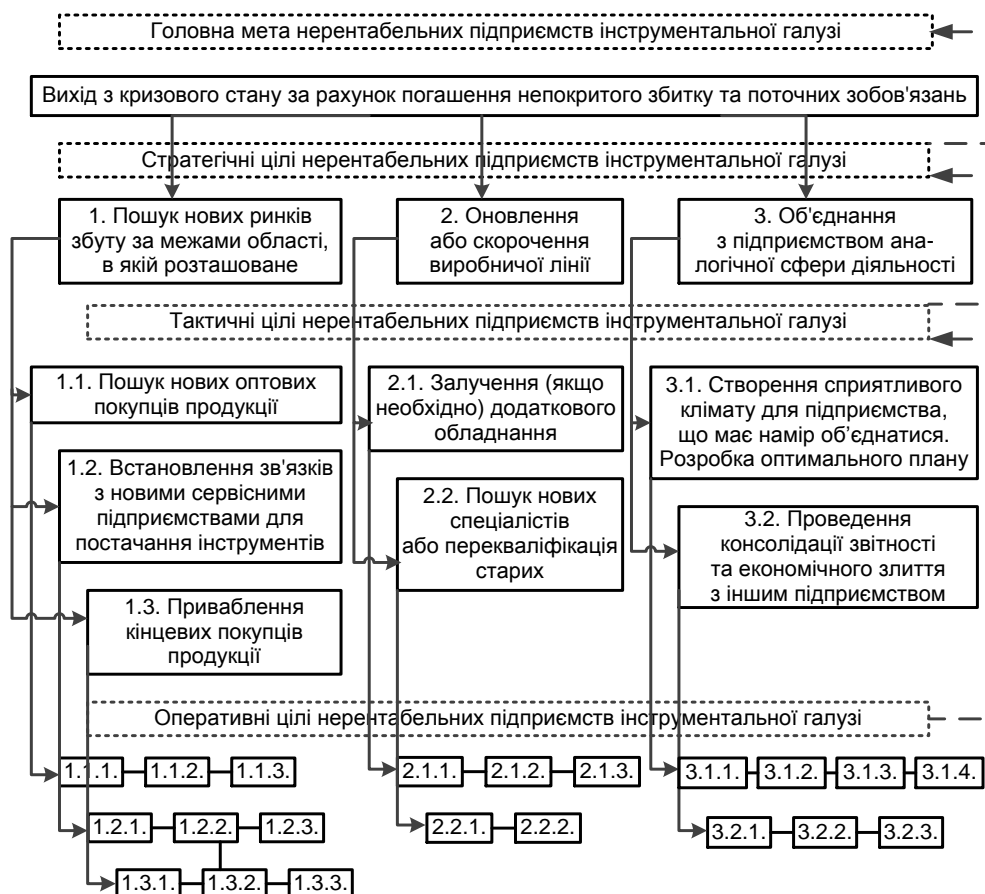 Головна мета нерентабельних підприємств інструментальної галузі
Вихід з кризового стану за рахунок погашення непокритого збитку та поточних зобов'язань
Стратегічні цілі нерентабельних підприємств інструментальної галузі
1. Пошук нових ринків
збуту за межами області,
в якій розташоване
2. Оновлення
або скорочення
виробничої лінії
3. Об'єднання
з підприємством ана-
логічної сфери діяльності
Тактичні цілі нерентабельних підприємств інструментальної галузі
1.1. Пошук нових оптових
покупців продукції
1.2. Встановлення зв'язків
з новими сервісними
підприємствами для
постачання інструментів
1.3. Приваблення
кінцевих покупців
продукції
2.1. Залучення (якщо
необхідно) додаткового
обладнання
2.2. Пошук нових
спеціалістів
або перекваліфікація
старих
3.1. Створення сприятливого
клімату для підприємства,
що має намір об’єднатися.
Розробка оптимального плану
3.2. Проведення
консолідації звітності
та економічного злиття
з іншим підприємством
Оперативні цілі нерентабельних підприємств інструментальної галузі
1.1.1. 1.1.2. 1.1.3.
2.1.1. 2.1.2. 2.1.3.
3.1.1. 3.1.2. 3.1.3. 3.1.4.
1.2.1. 1.2.2. 1.2.3.
2.2.1. 2.2.2.
3.2.1. 3.2.2. 3.2.3.
1.3.1. 1.3.2. 1.3.3.